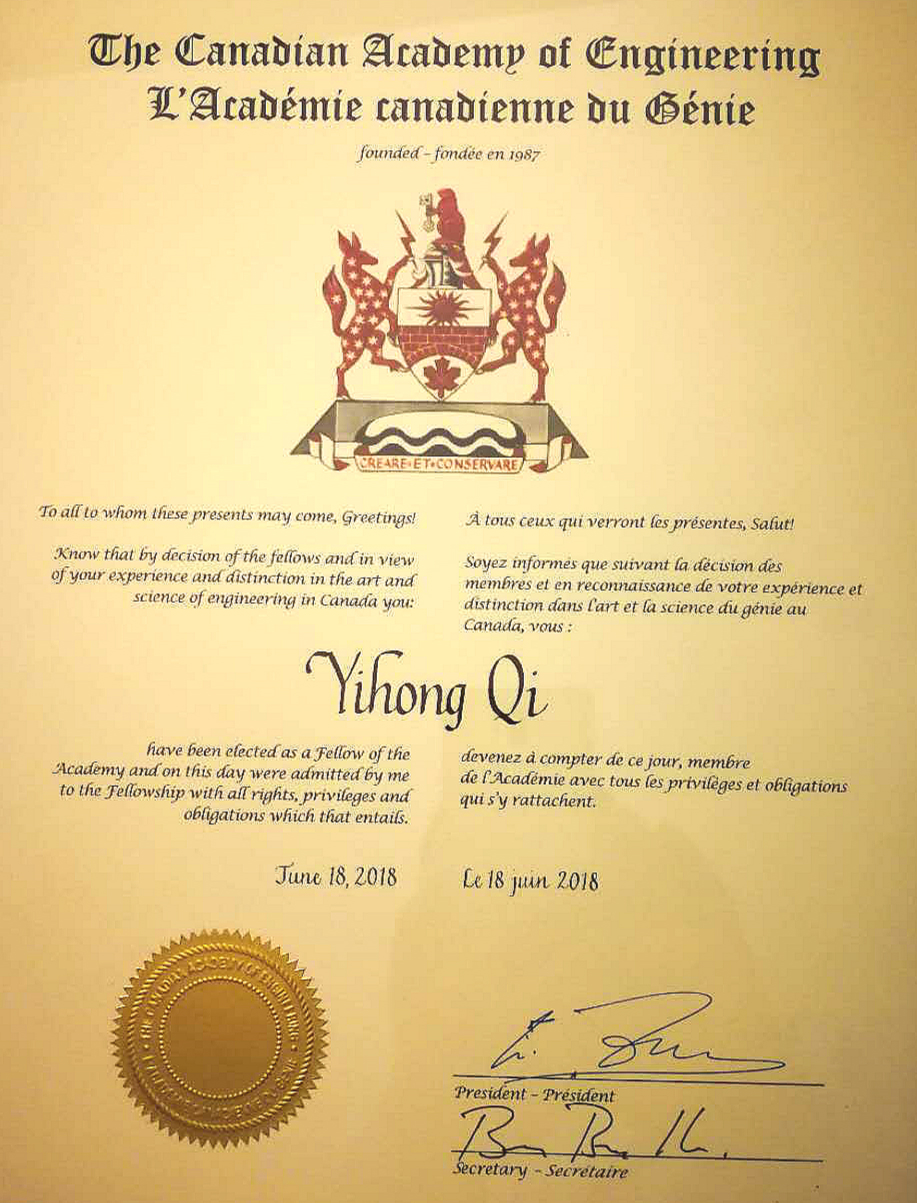 The Canadian Academy of Engineering
L'Académie canadienne du Génie
founded - fondée en 1987
CREARE·ET·CONSERVARE
To all to whom these presents may come, Greetings!
Know that by decision of the fellows and in view
of your experience and distinction in the art and
science of engineering in Canada you:
À tous ceux qui verront les présentes, Salut!
Soyez informés que suivant la décision des
membres et en reconnaissance de votre expérience et
distinction dans l'art et la science du génie au
Canada, vous :
Yihong Qi
have been elected as a Fellow of the
Academy and on this day were admitted by me
to the Fellowship with all rights, privileges and
obligations which that entails.
devenez à compter de ce jour, membre
de l'Académie avec tous les privilèges et obligations
qui s'y rattachent.
June 18, 2018
Le 18 juin 2018
President - Président
Secretary - Secrétaire